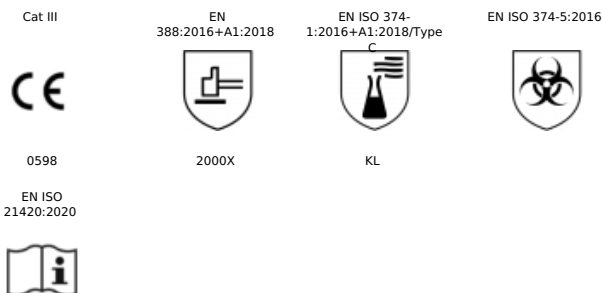 Cat III
EN
388:2016+A1:2018
EN ISO 374-
1:2016+A1:2018/Type
C
EN ISO 374-5:2016
CE
0598
2000X
KL
EN ISO
21420:2020
i